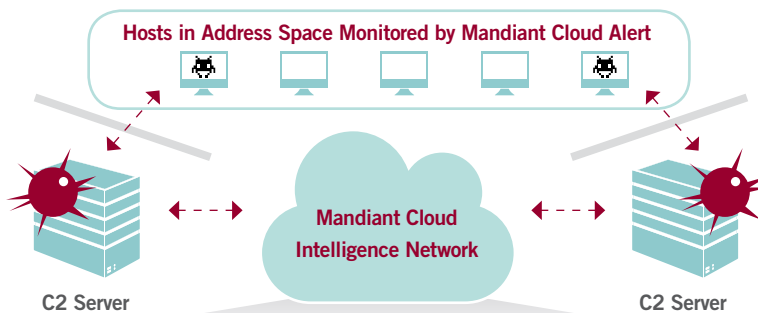 Hosts in Address Space Monitored by Mandiant Cloud Alert
Mandiant Cloud
Intelligence Network
C2 Server
C2 Server